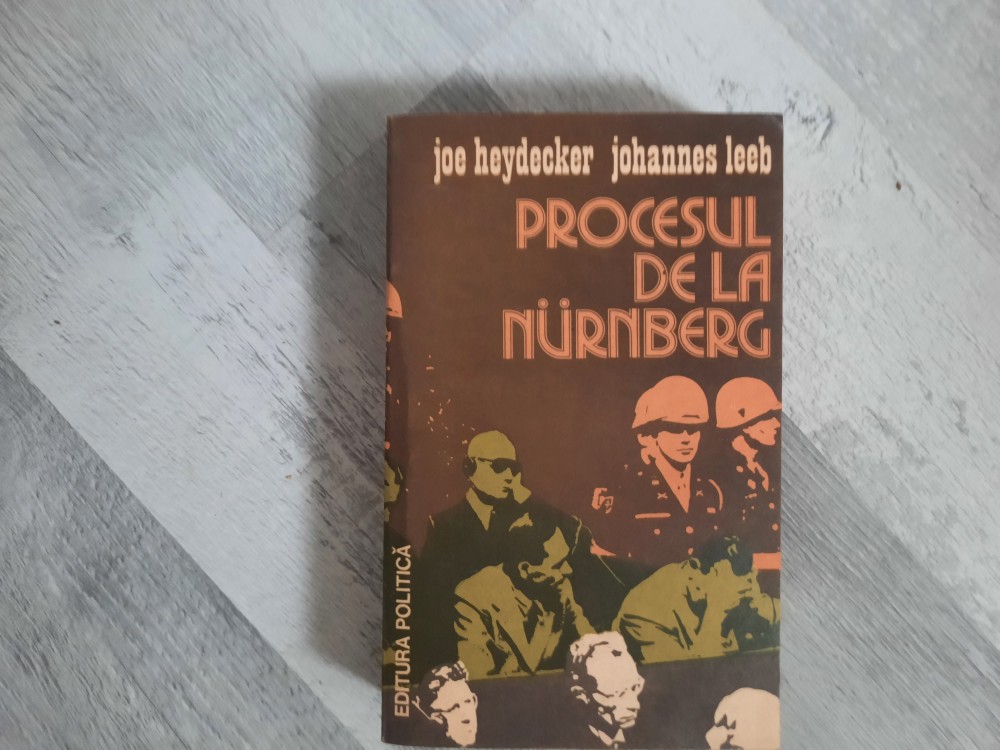 joe heydecker johannes leeb
PROCESUL
DE LA
NÜRNBERG
EDITURA POLITICĂ